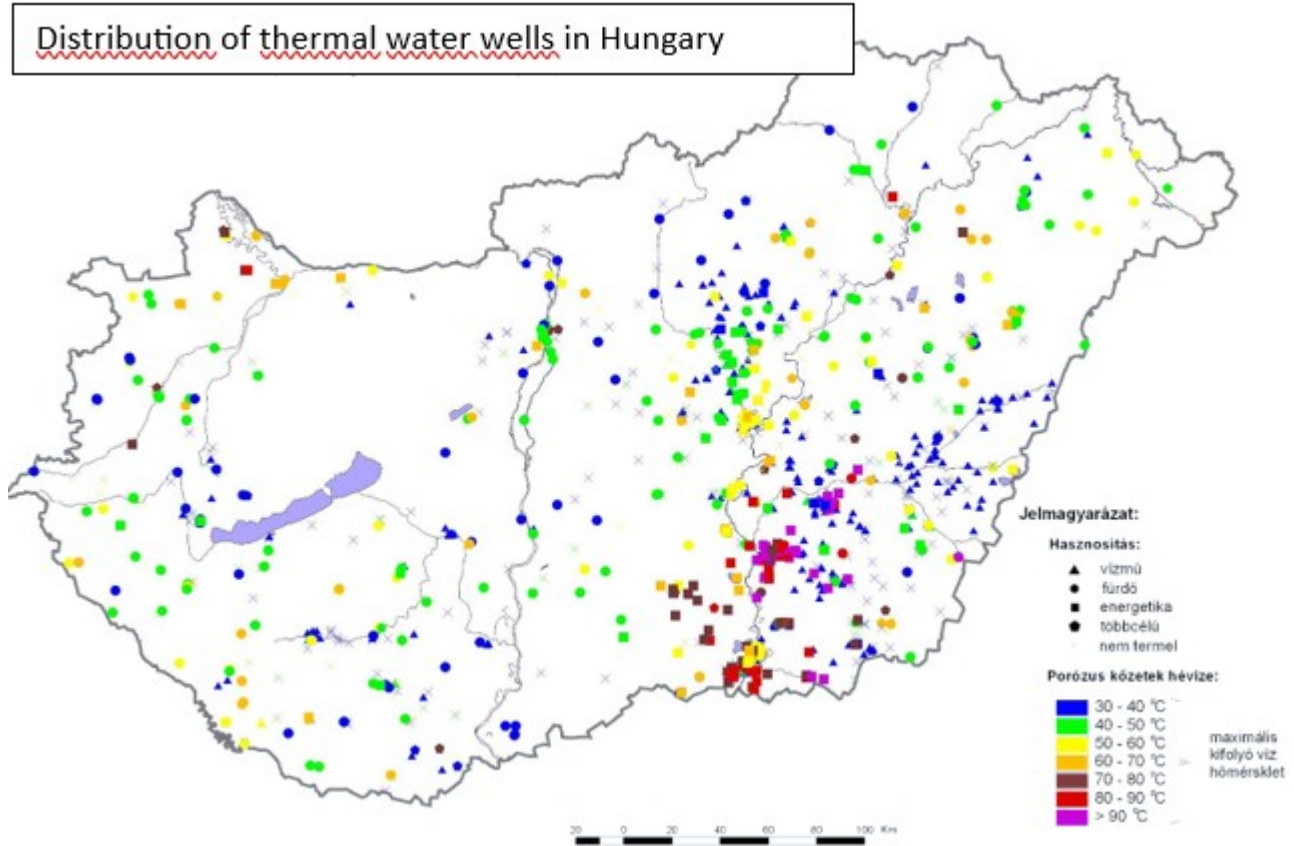 Distribution of thermal water wells in Hungary
Jelmagyarázat:
Hasznosítás:
vízmű
fürdő
energetika
többcélú
nem termel
Porózus kőzetek hévize:
30 - 40 °C
40 - 50 °C
50 - 60 °C
60 - 70 °C
70 - 80 °C
80 - 90 °C
> 90 °C
maximális
kifolyó víz
hőmérsklet
20 0 20 40 60 80 100 Km